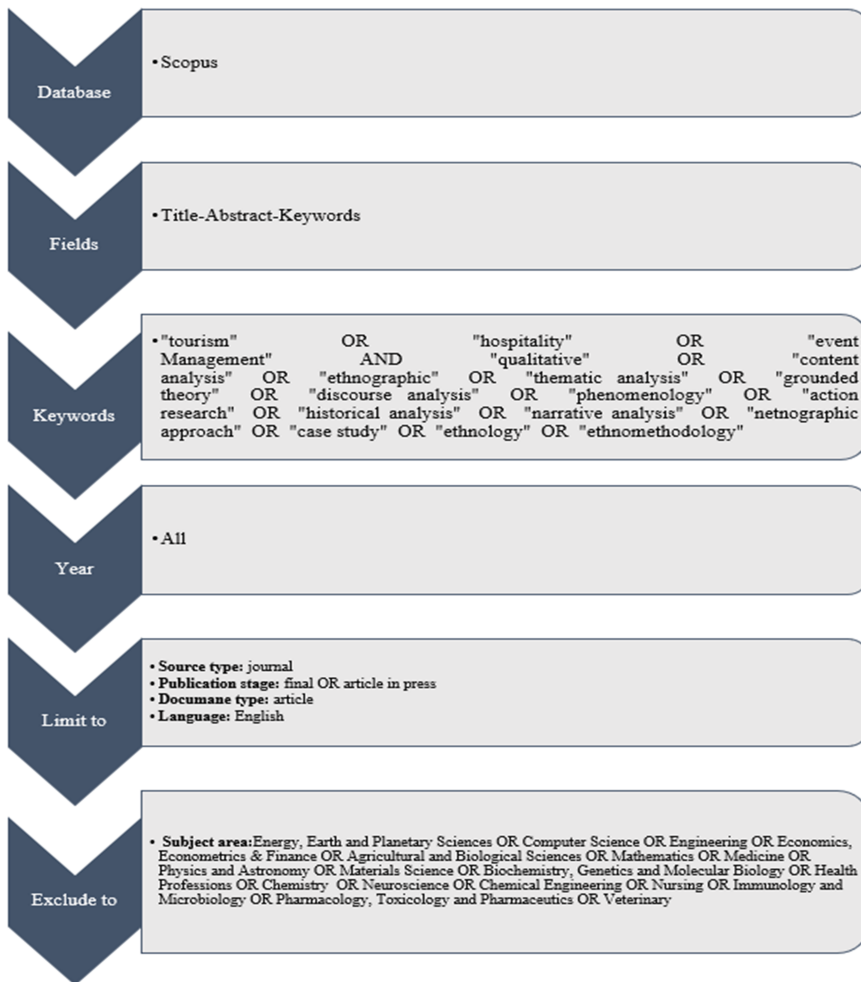 Database
• Scopus
Fields
• Title-Abstract-Keywords
Keywords
• "tourism" OR "hospitality" OR "event
Management" AND "qualitative" OR "content
analysis" OR "ethnographic" OR "thematic analysis" OR "grounded
theory" OR "discourse analysis" OR "phenomenology" OR "action
research" OR "historical analysis" OR "narrative analysis" OR "netnographic
approach" OR "case study" OR "ethnology" OR "ethnomethodology"
Year
• All
Limit to
• Source type: journal
• Publication stage: final OR article in press
• Documane type: article
• Language: English
Exclude to
• Subject area:Energy, Earth and Planetary Sciences OR Computer Science OR Engineering OR Economics,
Econometrics & Finance OR Agricultural and Biological Sciences OR Mathematics OR Medicine OR
Physics and Astronomy OR Materials Science OR Biochemistry, Genetics and Molecular Biology OR Health
Professions OR Chemistry OR Neuroscience OR Chemical Engineering OR Nursing OR Immunology and
Microbiology OR Pharmacology, Toxicology and Pharmaceutics OR Veterinary